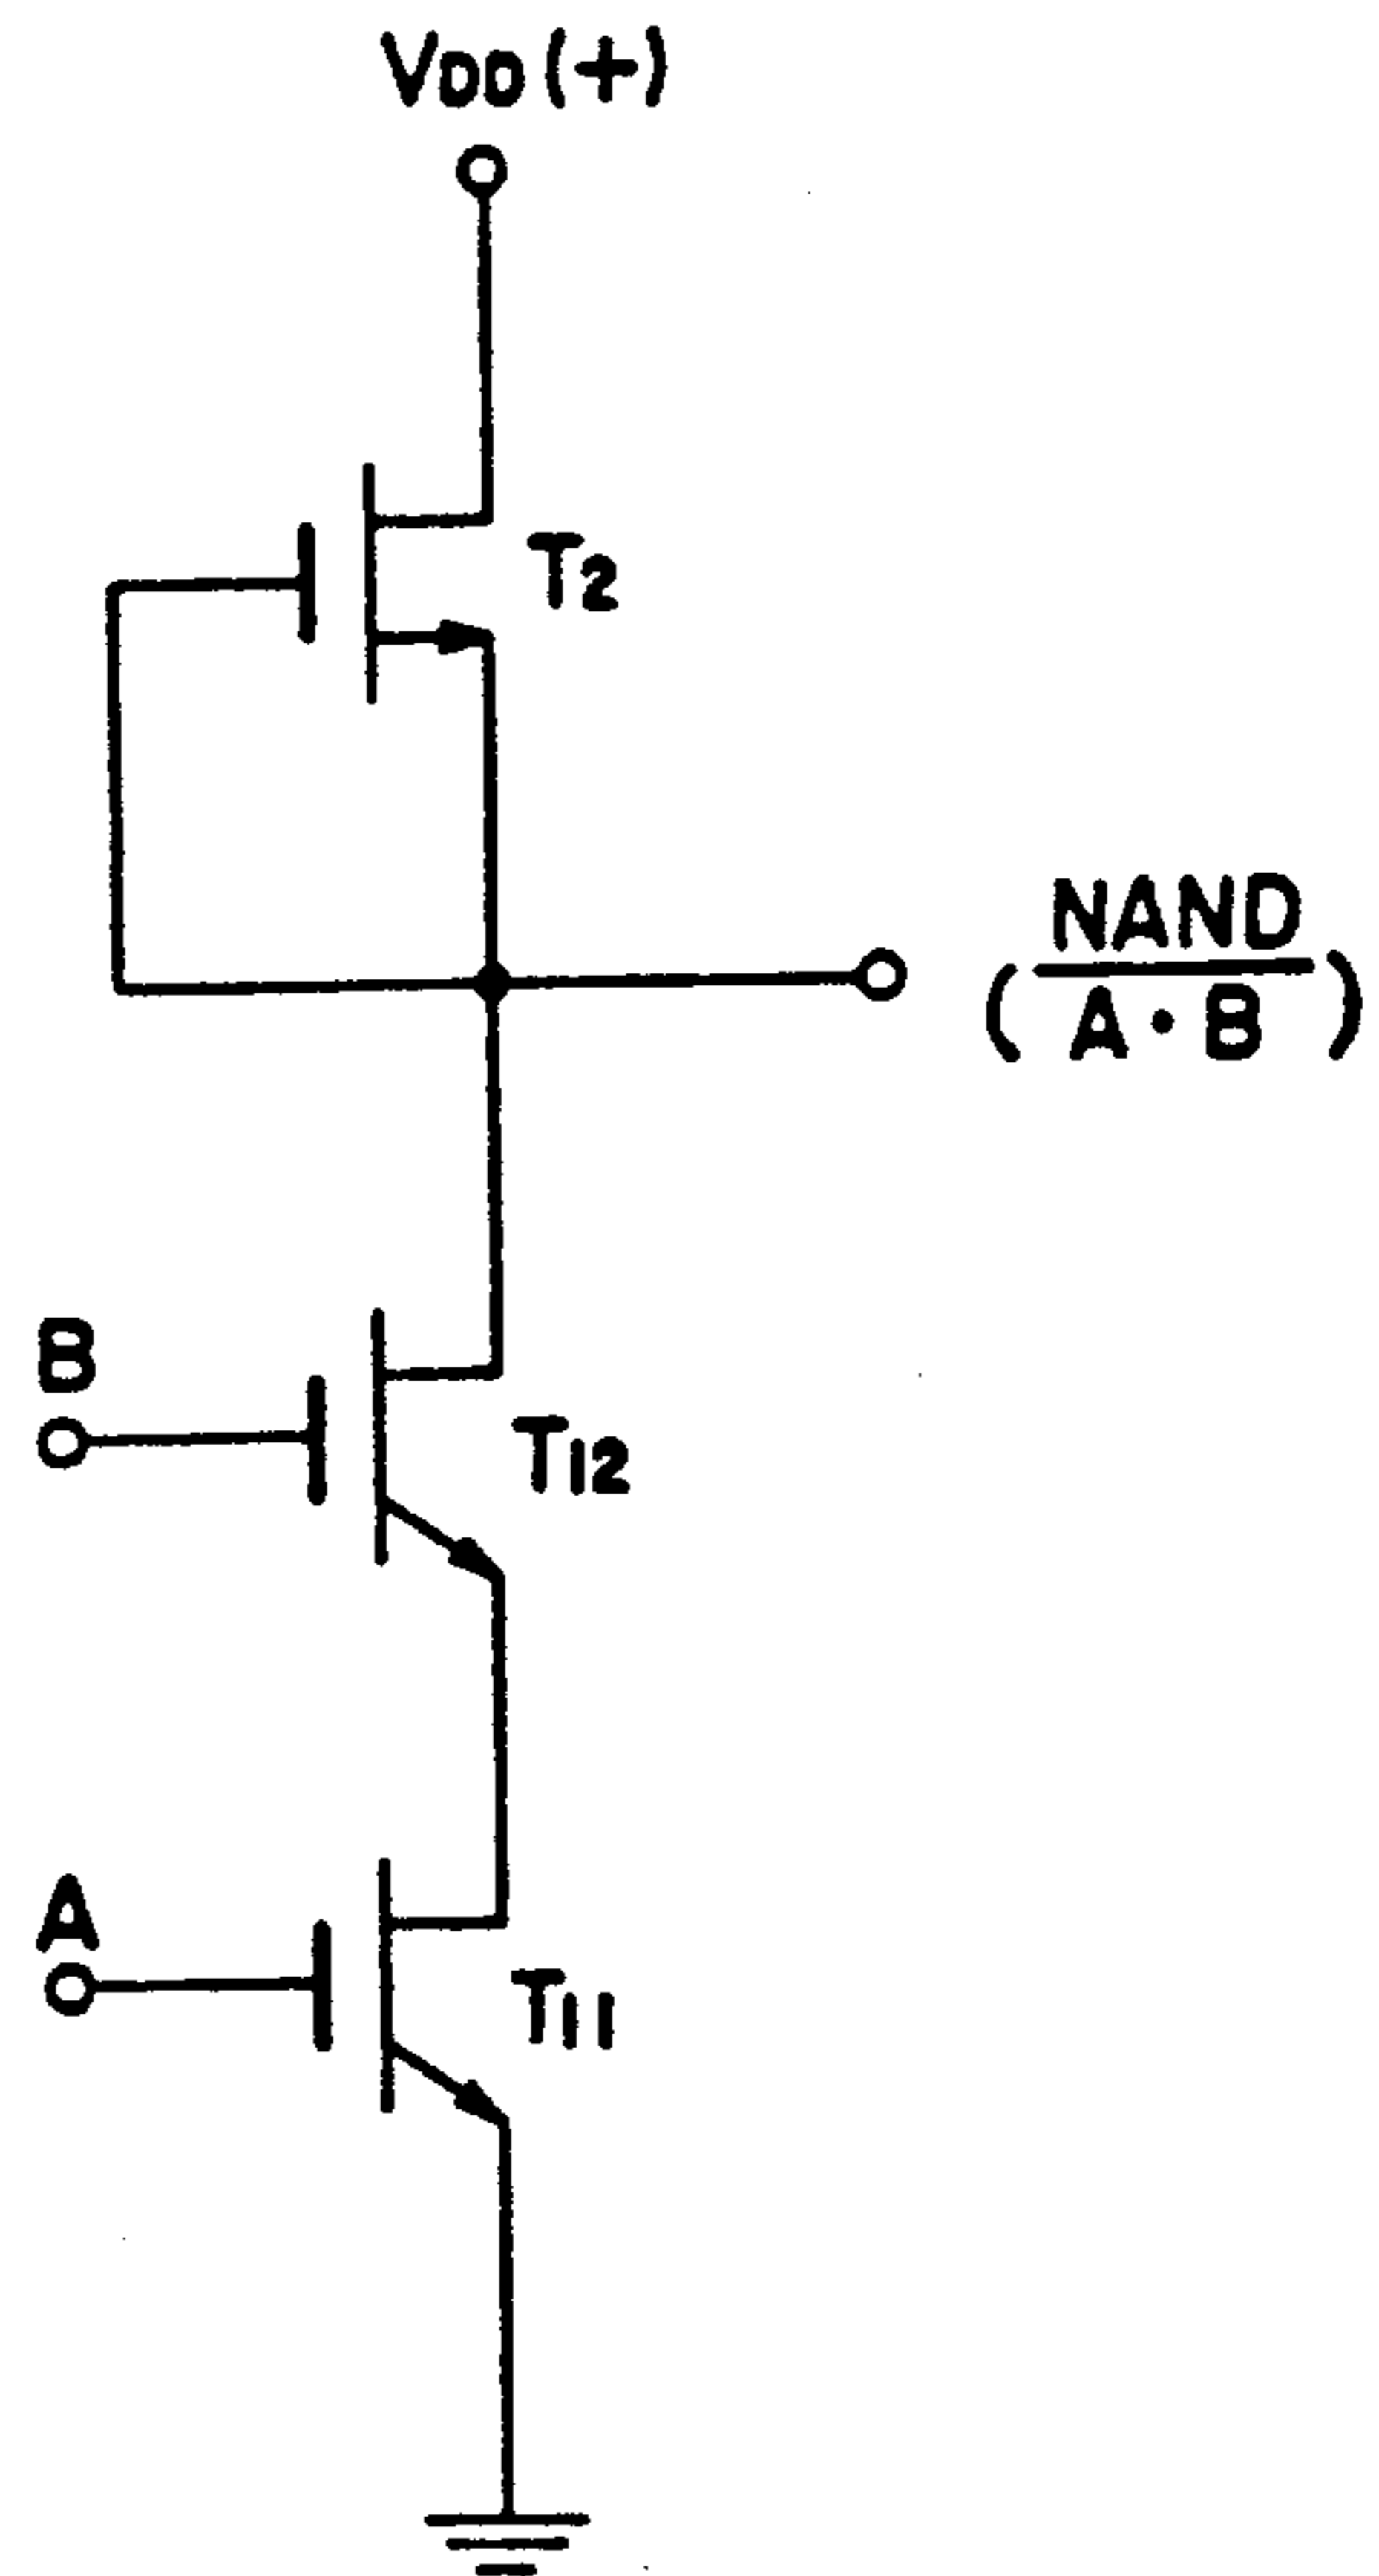 VDD (+)
T2
NAND
( A · B )
B
T12
A
T11